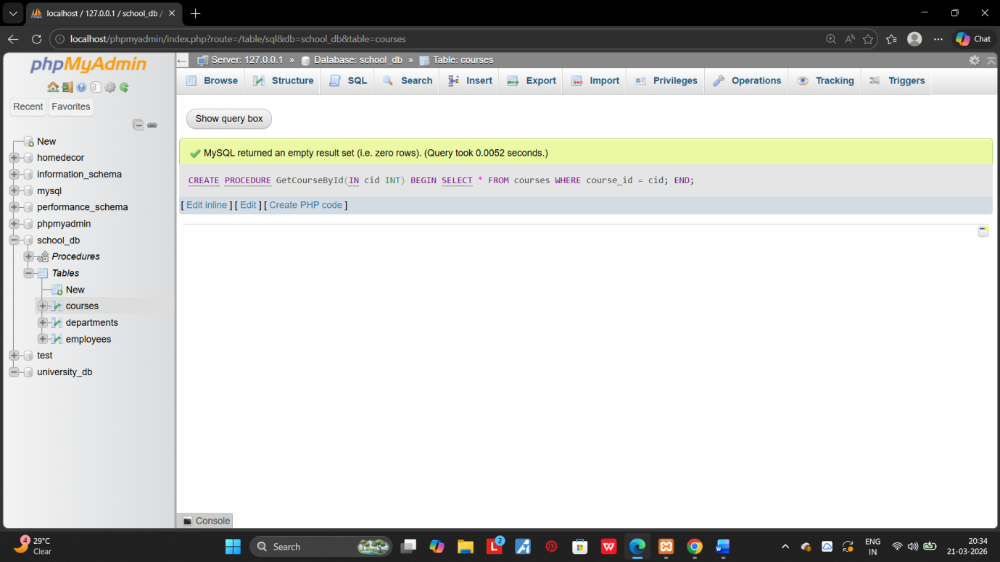 localhost / 127.0.0.1 / school_db /
localhost/phpmyadmin/index.php?route=/table/sql&db=school_db&table=courses
Chat
phpMyAdmin
Recent Favorites
New
homedecor
information_schema
mysql
performance_schema
phpmyadmin
school_db
Procedures
Tables
New
courses
departments
employees
test
university_db
Server: 127.0.0.1 » Database: school_db » Table: courses
Browse Structure SQL Search Insert Export Import Privileges Operations Tracking Triggers
Show query box
MySQL returned an empty result set (i.e. zero rows). (Query took 0.0052 seconds.)
CREATE PROCEDURE GetCourseById(IN cid INT) BEGIN SELECT * FROM courses WHERE course_id = cid; END;
[ Edit inline ] [ Edit ] [ Create PHP code ]
Console
4
29°C
Clear
Search
L 2
W
W
ENG
IN
20:34
21-03-2026